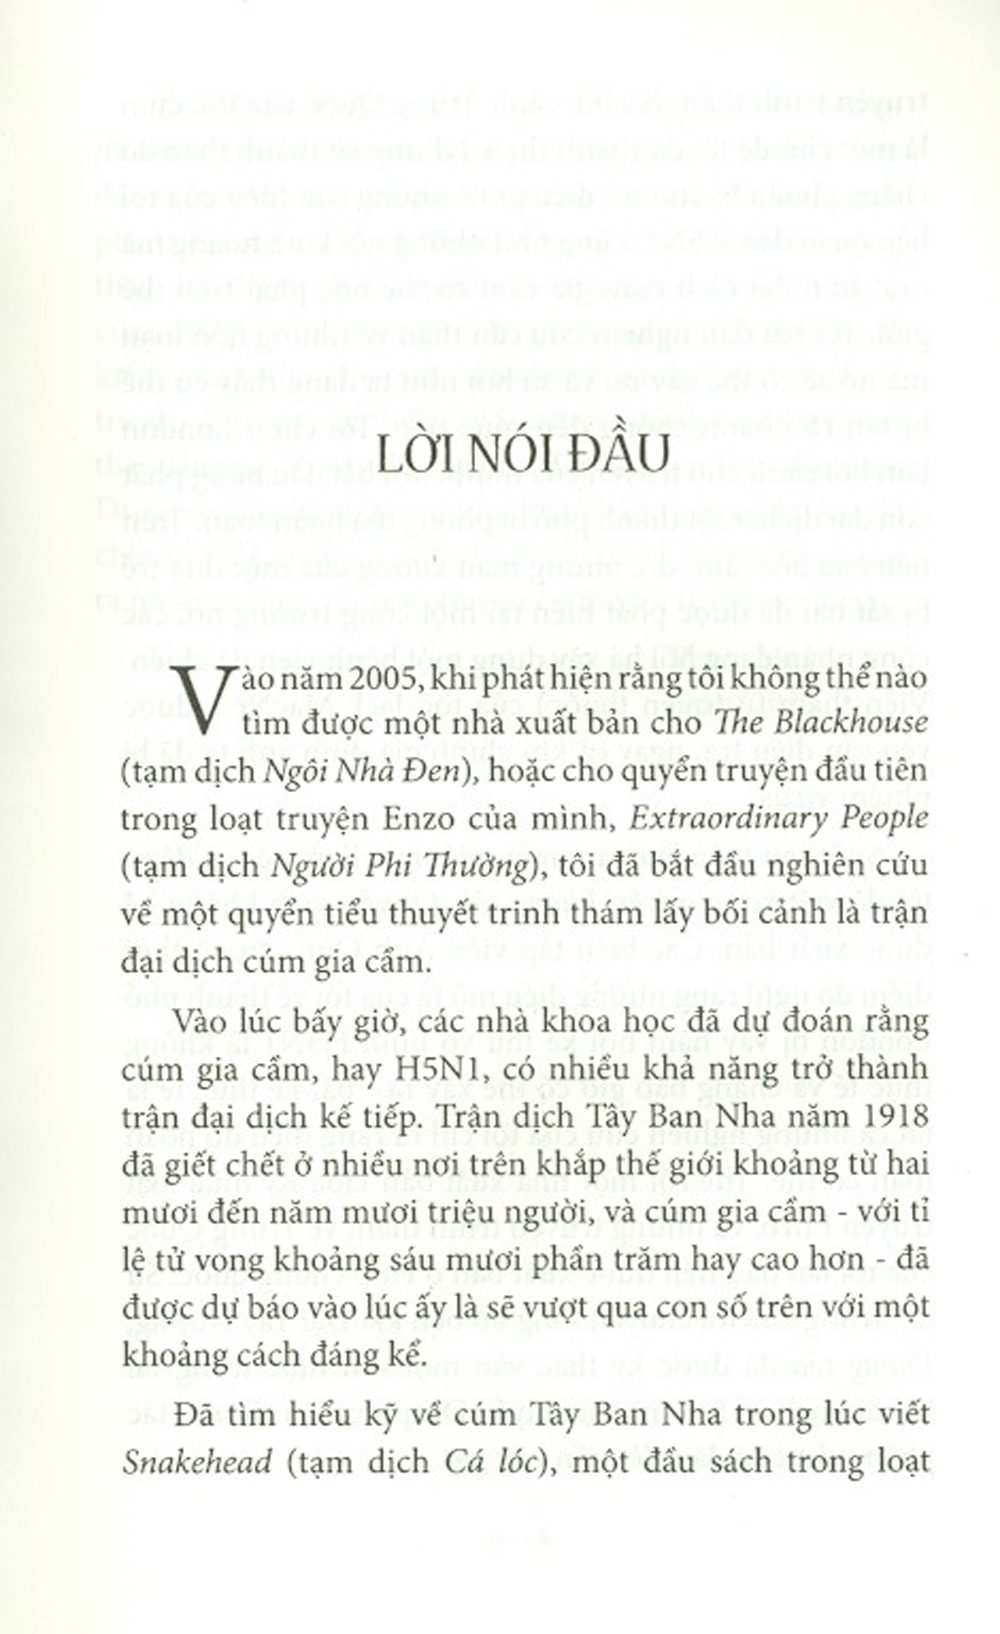 LỜI NÓI ĐẦU
Vào năm 2005, khi phát hiện rằng tôi không thể nào
tìm được một nhà xuất bản cho The Blackhouse
(tạm dịch Ngôi Nhà Đen), hoặc cho quyển truyện đầu tiên
trong loạt truyện Enzo của mình, Extraordinary People
(tạm dịch Người Phi Thường), tôi đã bắt đầu nghiên cứu
về một quyển tiểu thuyết trinh thám lấy bối cảnh là trận
đại dịch cúm gia cầm.
Vào lúc bấy giờ, các nhà khoa học đã dự đoán rằng
cúm gia cầm, hay H5N1, có nhiều khả năng trở thành
trận đại dịch kế tiếp. Trận dịch Tây Ban Nha năm 1918
đã giết chết ở nhiều nơi trên khắp thế giới khoảng từ hai
mươi đến năm mươi triệu người, và cúm gia cầm - với tỉ
lệ tử vong khoảng sáu mươi phần trăm hay cao hơn - đã
được dự báo vào lúc ấy là sẽ vượt qua con số trên với một
khoảng cách đáng kể.
Đã tìm hiểu kỹ về cúm Tây Ban Nha trong lúc viết
Snakehead (tạm dịch Cá lóc), một đầu sách trong loạt